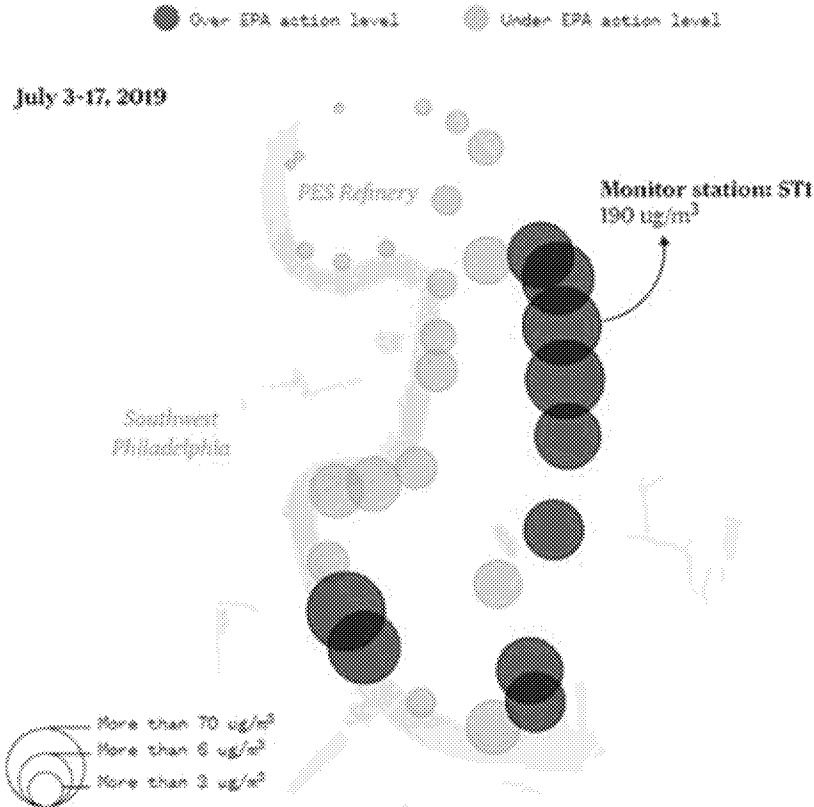 Over EPA action level
Under EPA action level
July 3-17, 2019
PES Refinery
Monitor station: ST1
190 ug/m³
Southwest
Philadelphia
More than 70 ug/m³
More than 6 ug/m³
More than 3 ug/m³